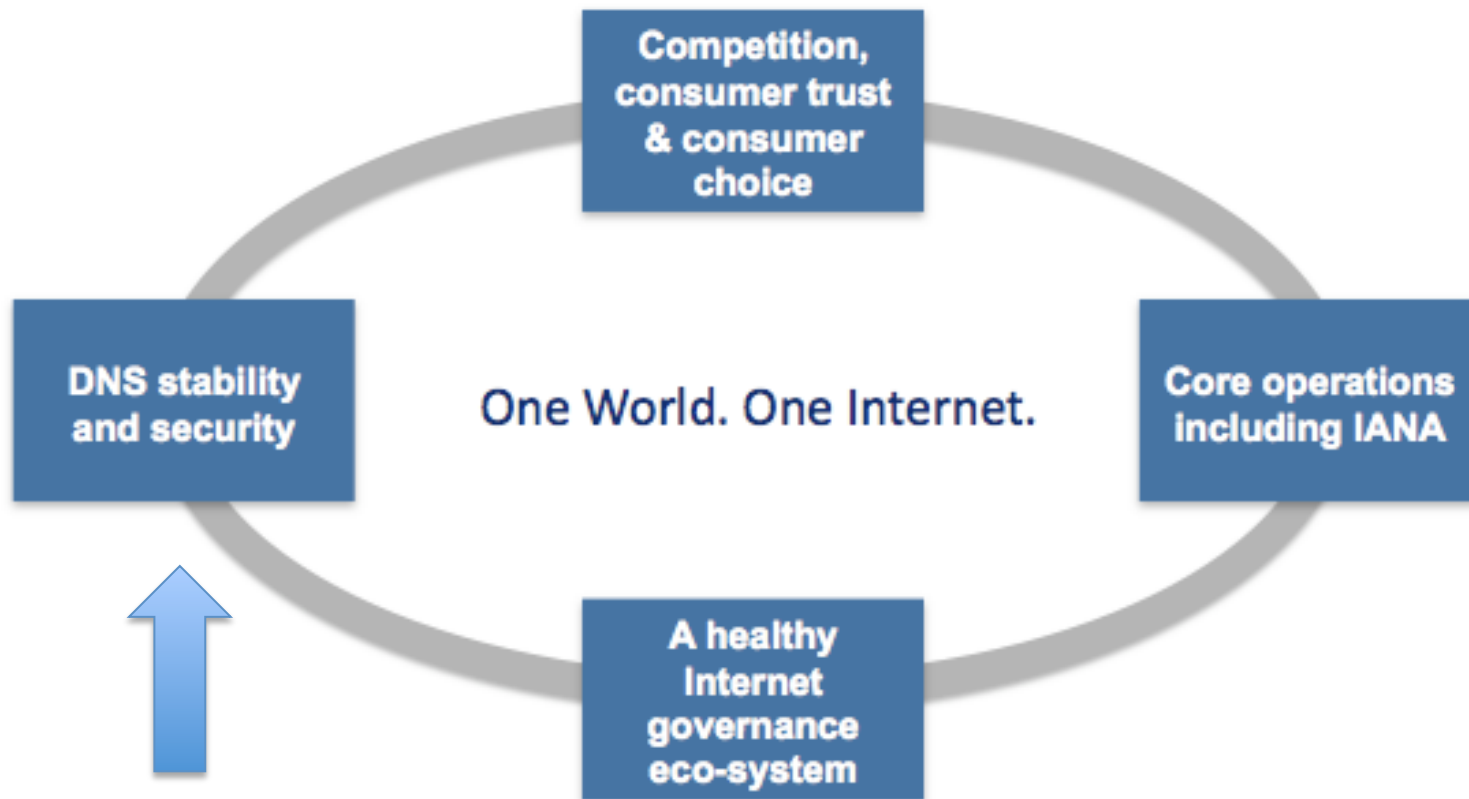 Competition,
consumer trust
& consumer
choice
DNS stability
and security
One World. One Internet.
Core operations
including IANA
A healthy
Internet
governance
eco-system